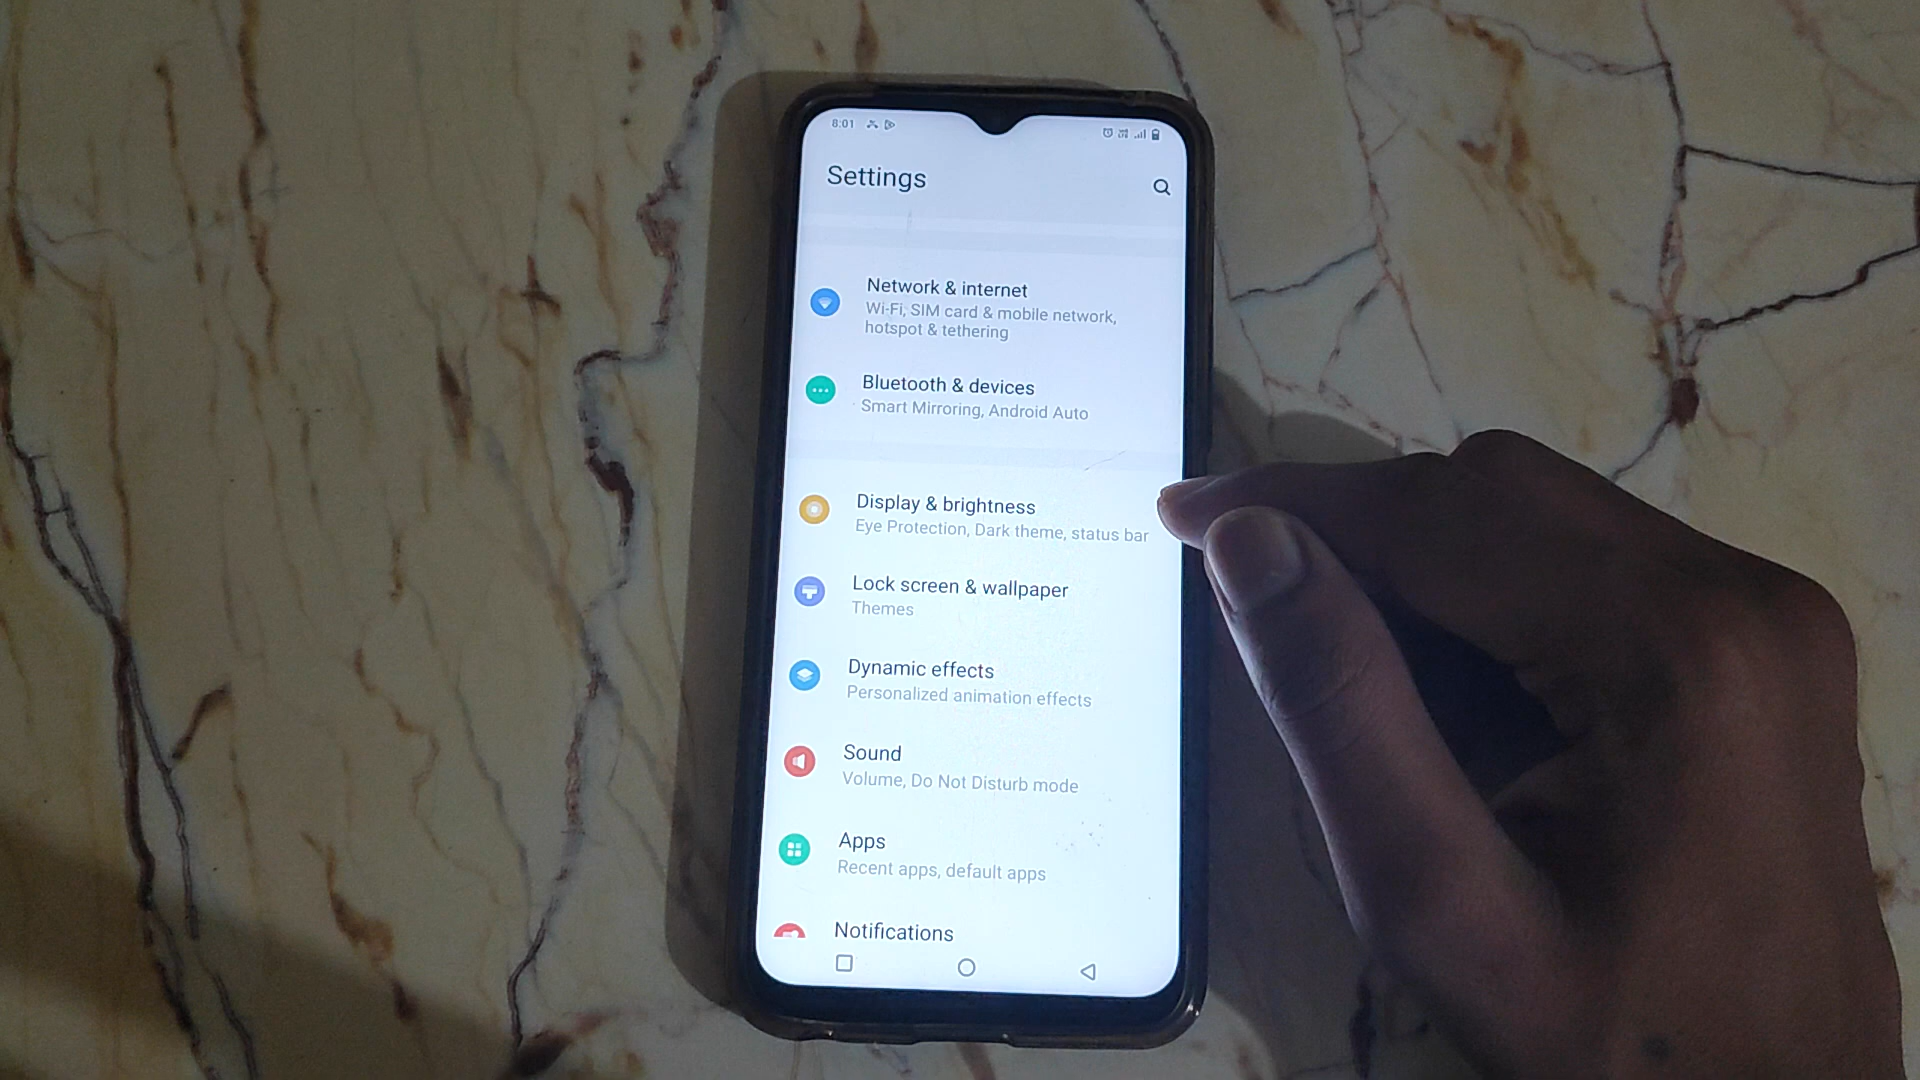 8:01
Settings
Network & internet
Wi-Fi, SIM card & mobile network,
hotspot & tethering
Bluetooth & devices
Smart Mirroring, Android Auto
Display & brightness
Eye Protection, Dark theme, status bar
Lock screen & wallpaper
Themes
Dynamic effects
Personalized animation effects
Sound
Volume, Do Not Disturb mode
Apps
Recent apps, default apps
Notifications